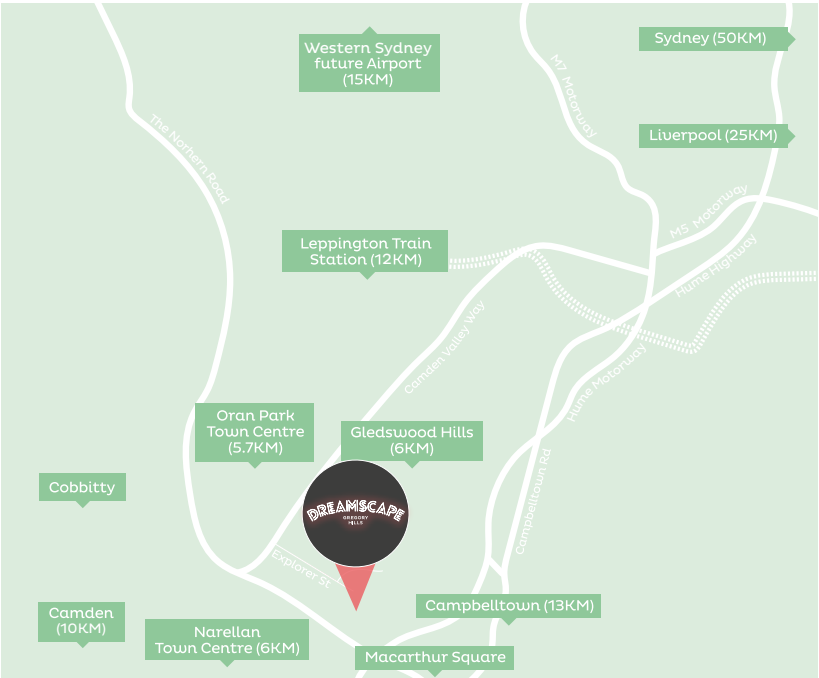 Western Sydney
future Airport
(15KM)
Sydney (50KM)
M7 Motorway
Liverpool (25KM)
The Norhern Road
M5 Motorway
Leppington Train
Station (12KM)
Hume Highway
Camden Valley Way
Hume Motorway
Oran Park
Town Centre
(5.7KM)
Gledswood Hills
(6KM)
Cobbitty
Campbelltown Rd
DREAMSCAPE
GREGORY
HILLS
Explorer St
Camden
(10KM)
Campbelltown (13KM)
Narellan
Town Centre (6KM)
Macarthur Square